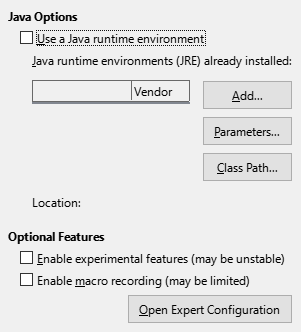 Java Options
Use a Java runtime environment
Java runtime environments (JRE) already installed:
Vendor
Add...
Parameters...
Class Path...
Location:
Optional Features
Enable experimental features (may be unstable)
Enable macro recording (may be limited)
Open Expert Configuration